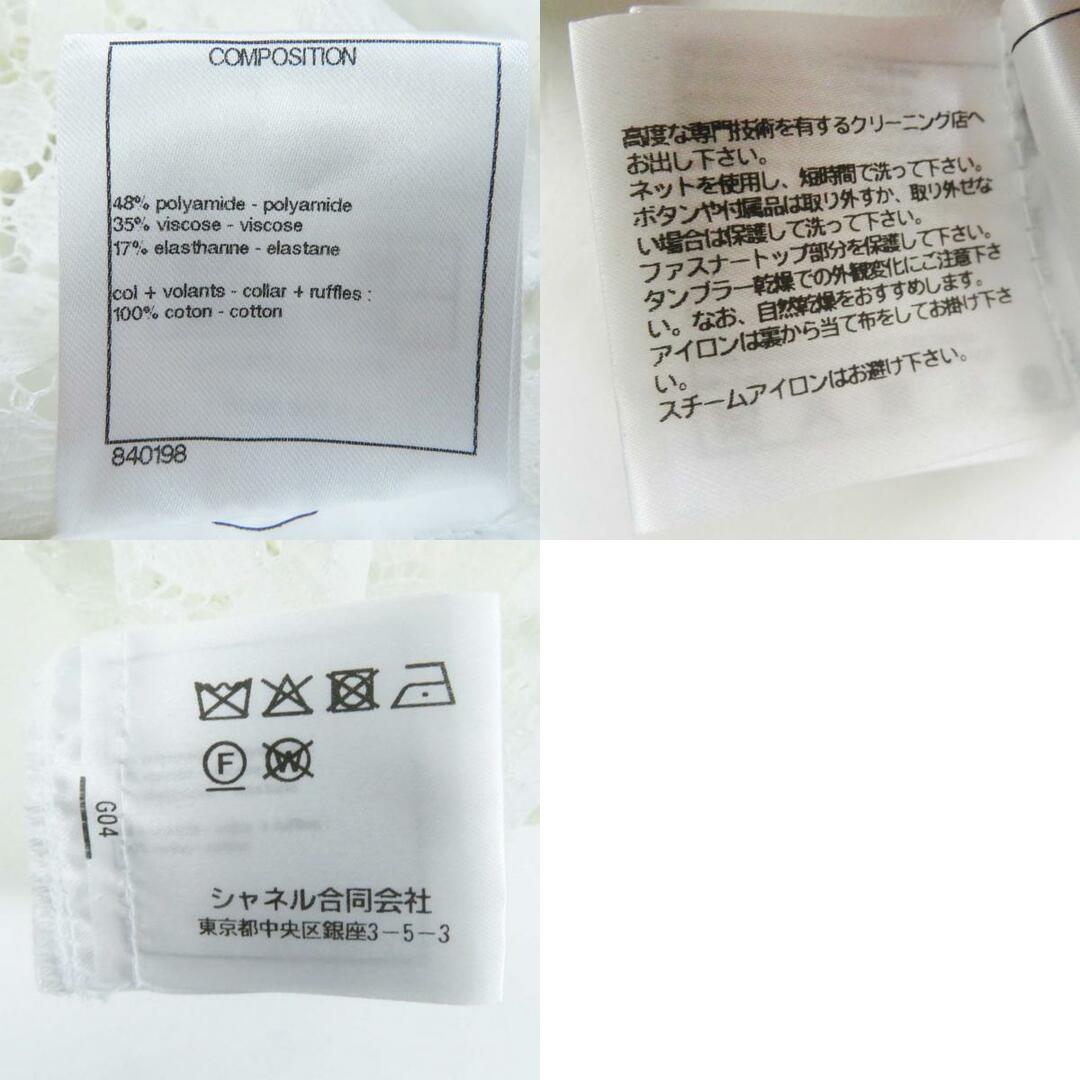 COMPOSITION
48% polyamide - polyamide
35% viscose - viscose
17% elasthanne - elastane
col + volants - collar + ruffles :
100% coton - cotton
840198
高度な専門技術を有するクリーニング店へ
お出し下さい。
ネットを使用し、短時間で洗って下さい。
ボタンや付属品は取り外すか、取り外せな
い場合は保護して洗って下さい。
ファスナートップ部分を保護して下さい。
タンブラー乾燥での外観変化にご注意下さ
い。なお、自然乾燥をおすすめします。
アイロンは裏から当て布をしてお掛け下さ
い。
スチームアイロンはお避け下さい。
F
W
G04
シャネル合同会社
東京都中央区銀座3-5-3